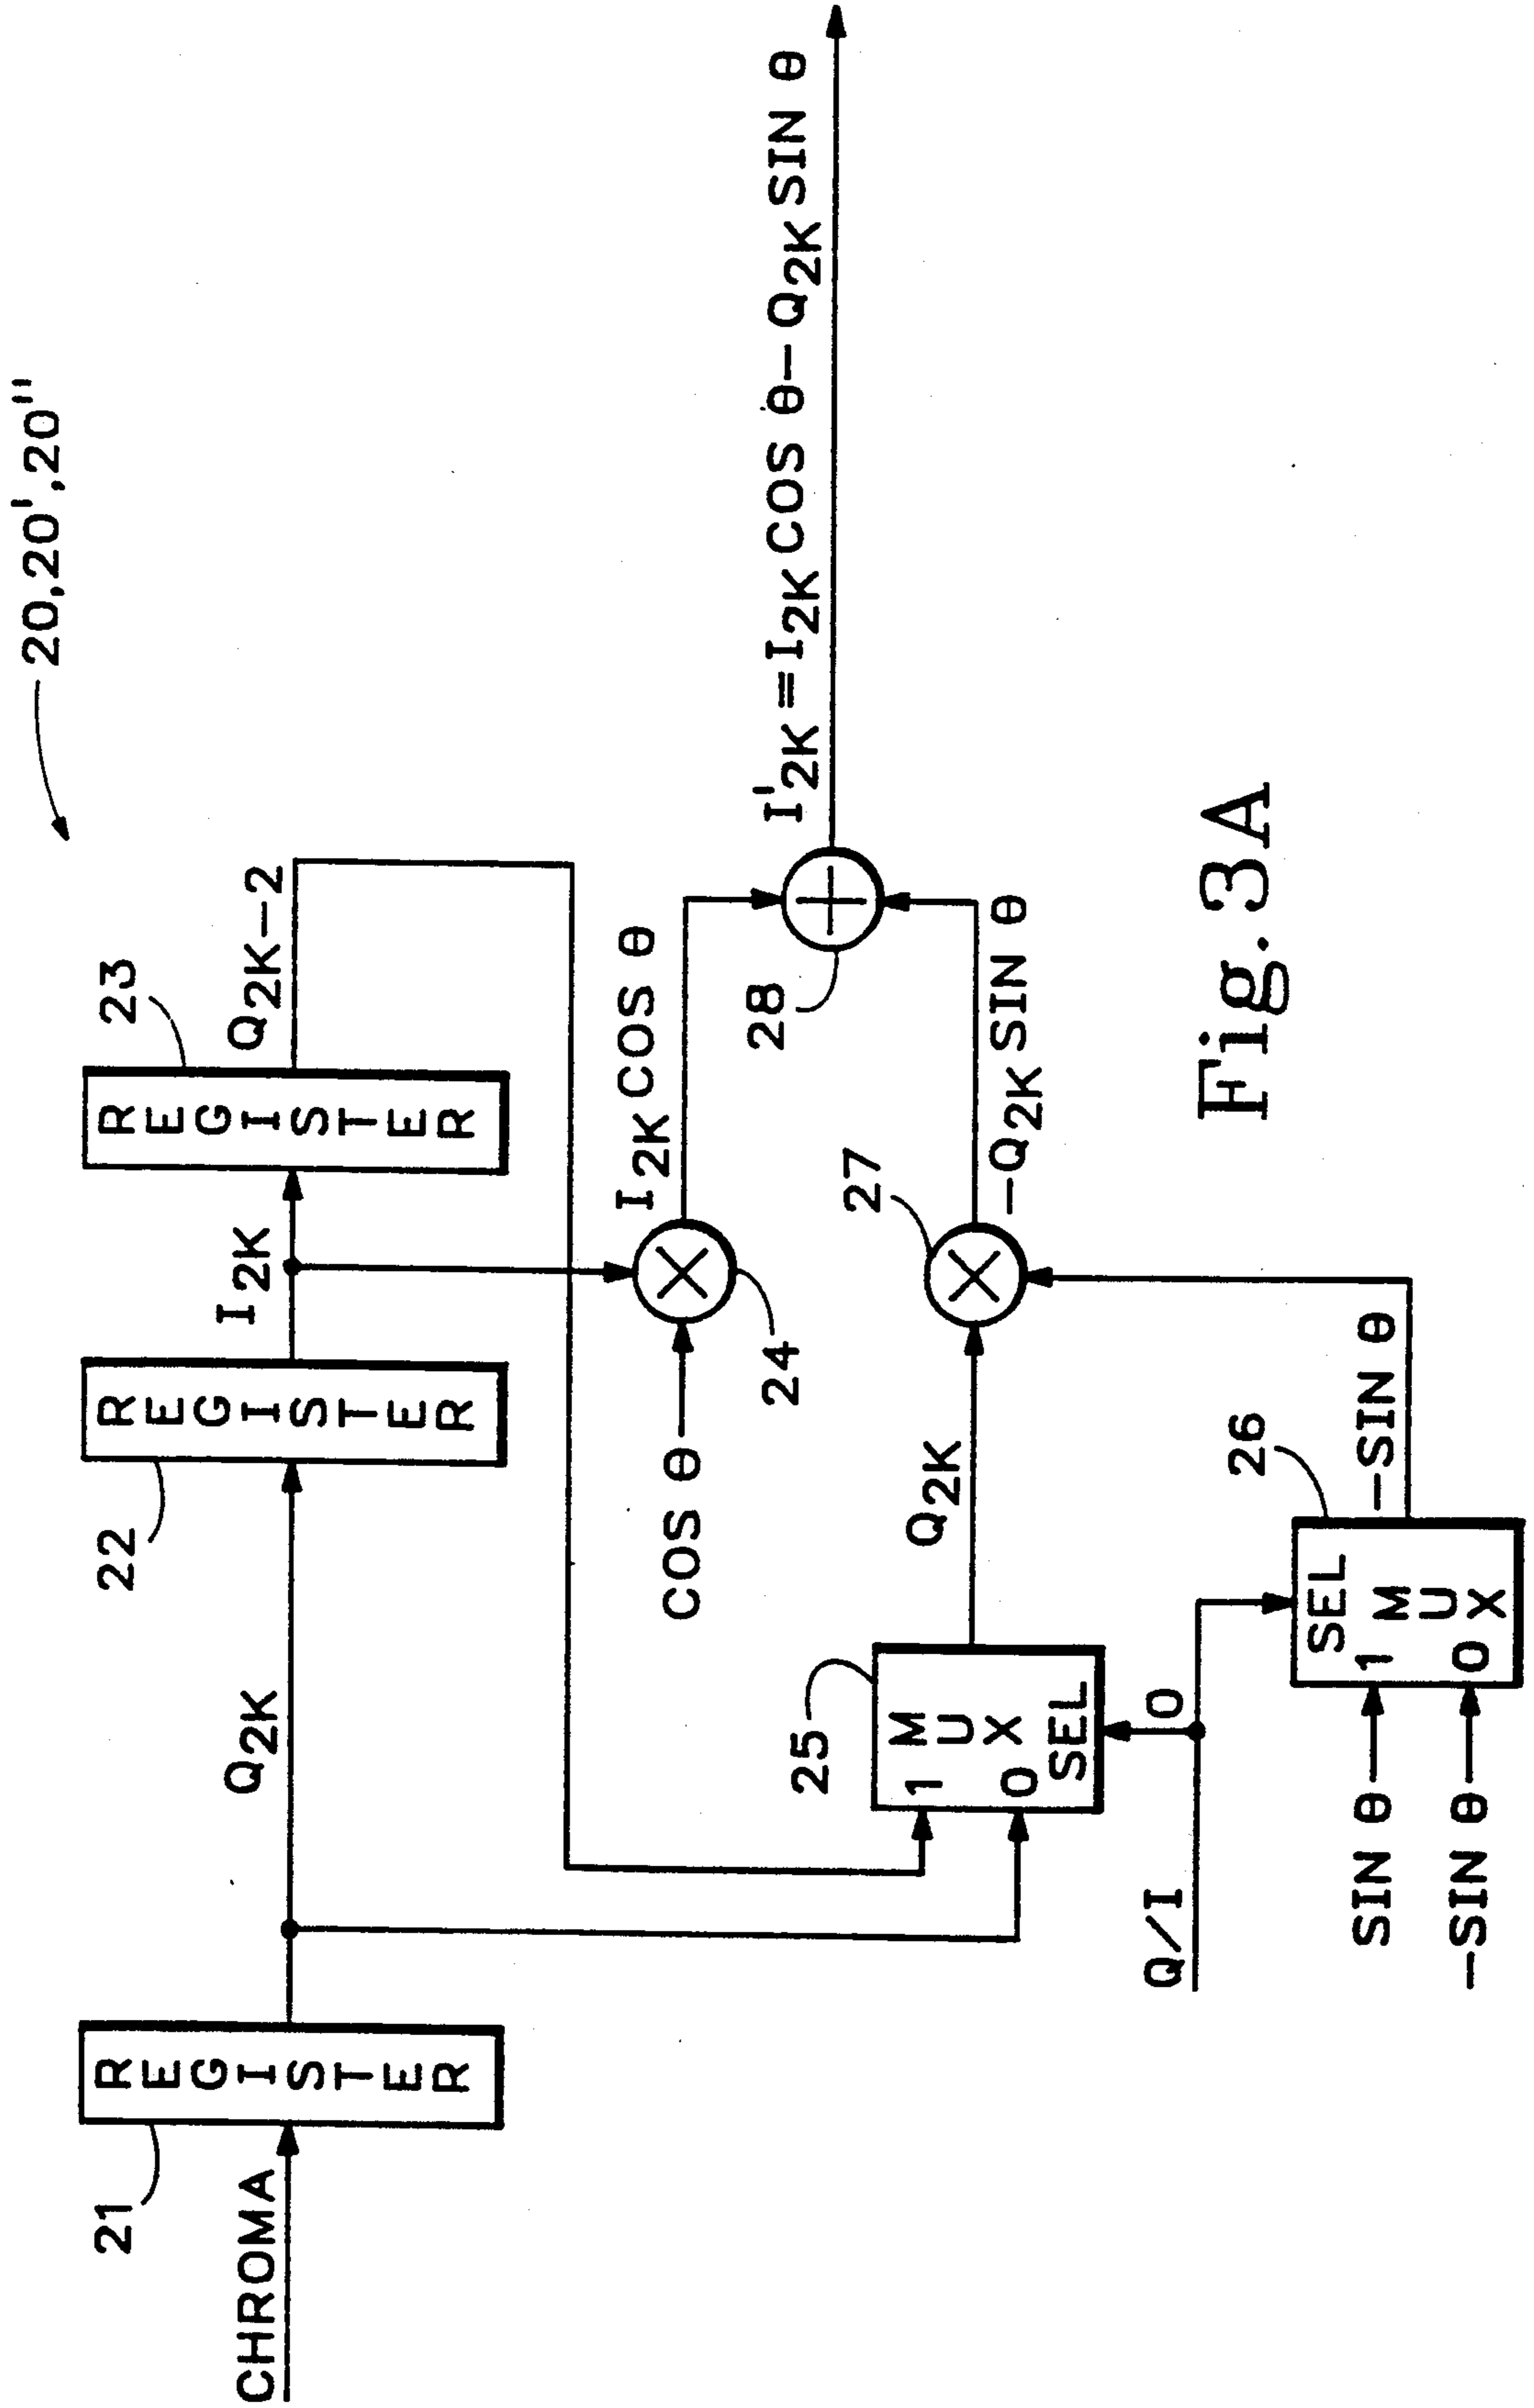 20,20',20''
CHROMA
21
REGISTER
Q2K
22
REGISTER
I2K
23
REGISTER
Q2K-2
COS θ
24
I2K COS θ
25
1 MUX
0
SEL
Q2K
27
-Q2K SIN θ
28
I'2K = I2K COS θ - Q2K SIN θ
Q/I
0
26
SEL
1 MUX
0
SIN θ
-SIN θ
-SIN θ
Fig. 3A